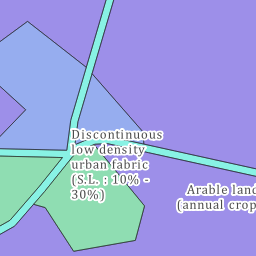 Discontinuous
low density
urban fabric
(S.L. : 10% -
30%)
Arable land
(annual crop